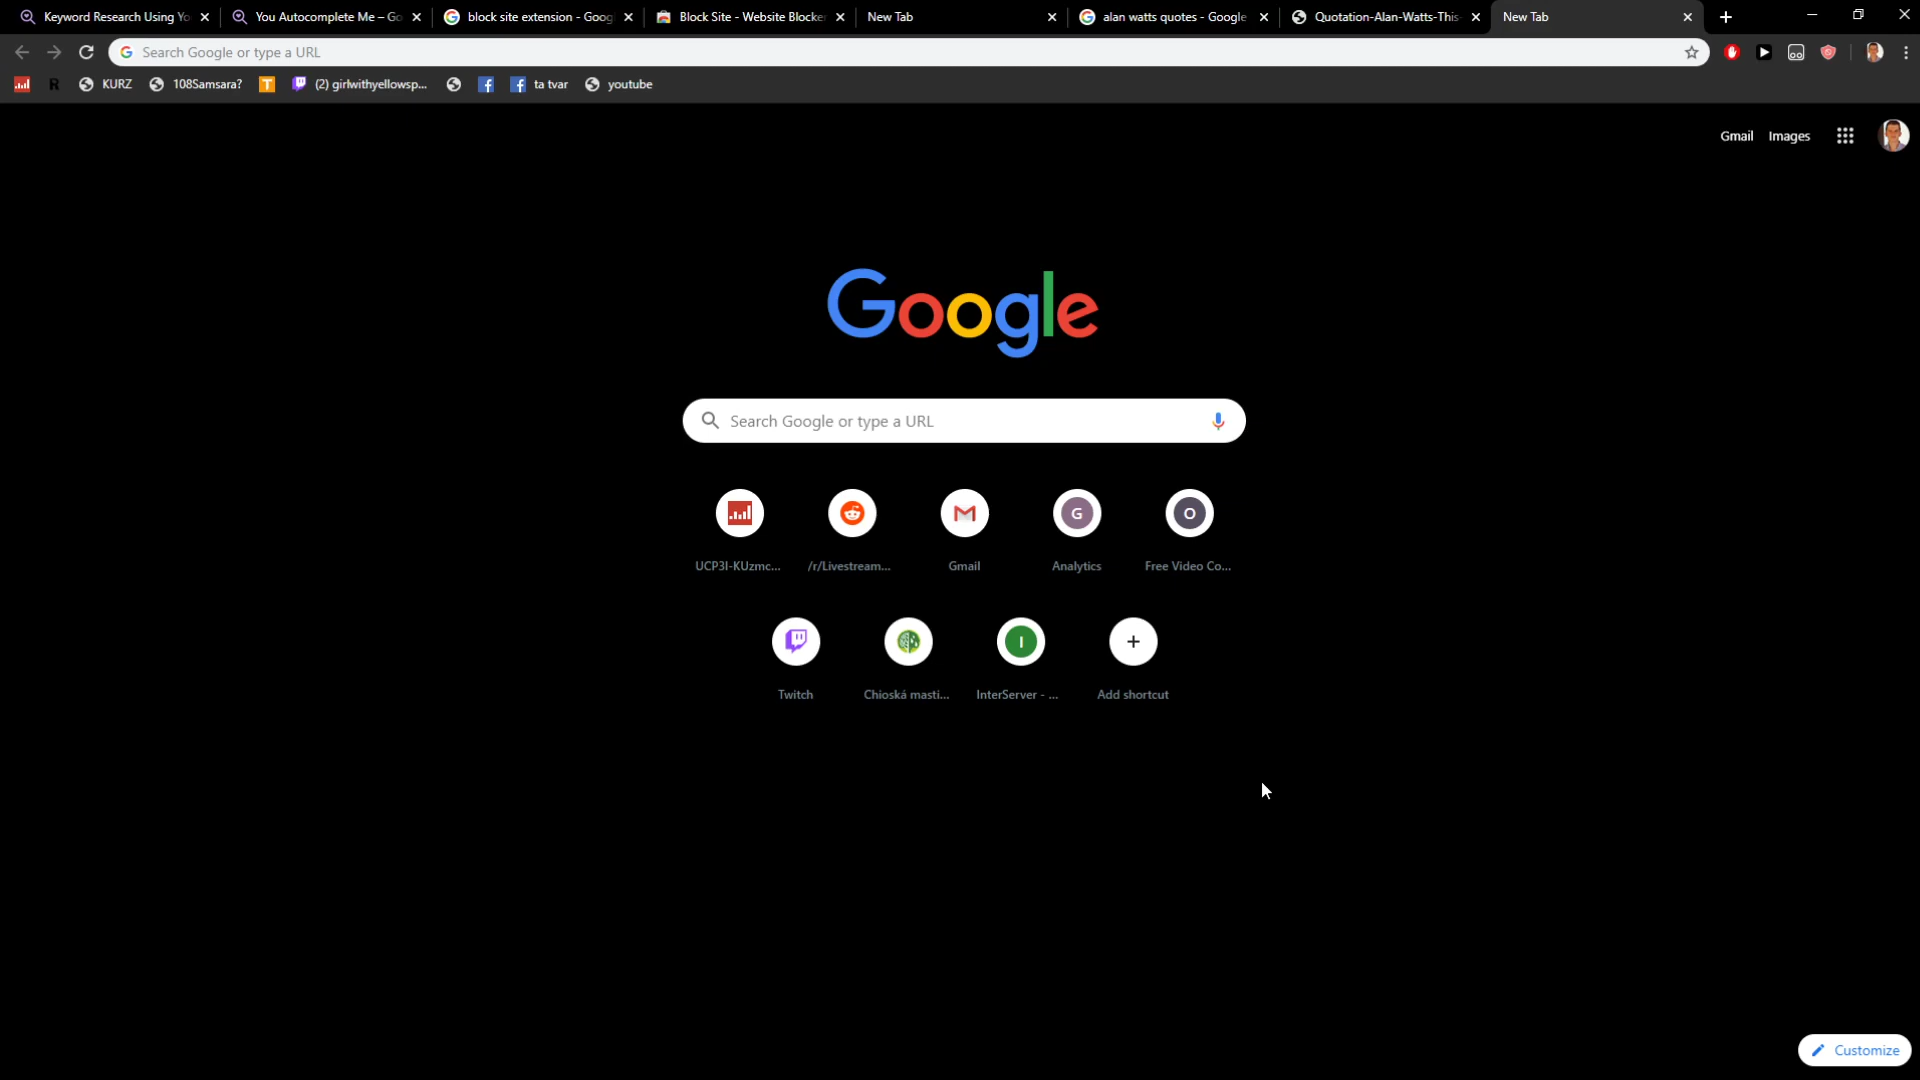 Keyword Research Using Yo
You Autocomplete Me – Go
block site extension - Goog
Block Site - Website Blocker
New Tab
alan watts quotes - Google
Quotation-Alan-Watts-This
New Tab
Search Google or type a URL
R
KURZ
108Samsara?
T
(2) girlwithyellowsp...
ta tvar
youtube
Gmail
Images
Google
Search Google or type a URL
G
O
UCP3I-KUzmc...
/r/Livestream...
Gmail
Analytics
Free Video Co...
I
Twitch
Chioská masti...
InterServer - ...
Add shortcut
Customize